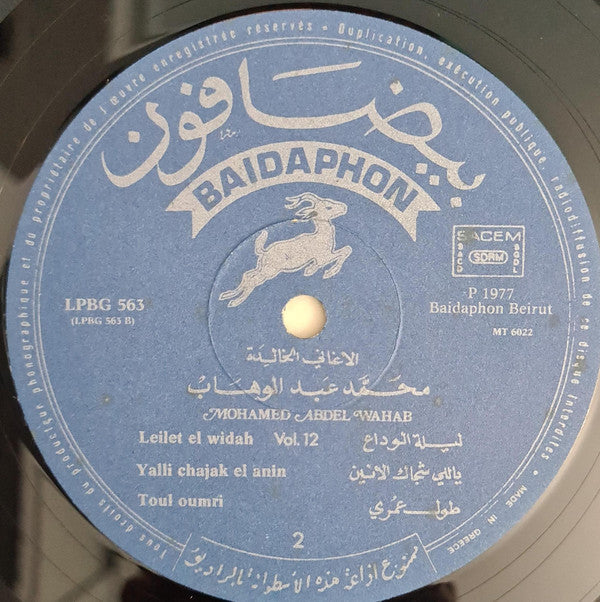 Tous droits du producteur phonographique et du propriétaire de l'œuvre enregistrée réservés - Duplication, exécution publique, radiodiffusion de ce disque interdites.
بيضافون
BAIDAPHON
SACEM
SACD
SDRM
SGDL
LPBG 563
(LPBG 563 B)
P 1977
Baidaphon Beirut
MT 6022
الاغاني الخالدة
محمد عبد الوهاب
MOHAMED ABDEL WAHAB
Leilet el widah Vol. 12 ليلة الوداع
Yalli chajak el anin ياللي شجاك الانين
Toul oumri طول عمري
2
ممنوع اذاعة هذه الأسطوانة بالراديو
MADE IN GREECE